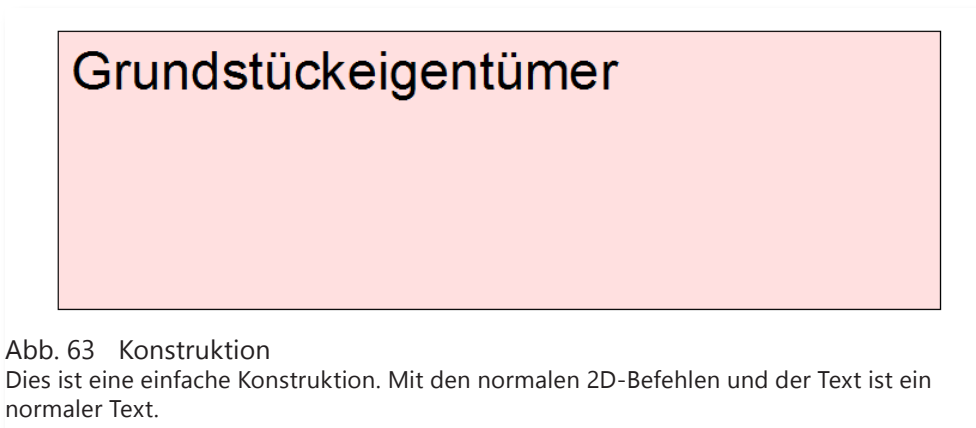 Grundstückeigentümer
Abb. 63 Konstruktion
Dies ist eine einfache Konstruktion. Mit den normalen 2D-Befehlen und der Text ist ein
normaler Text.